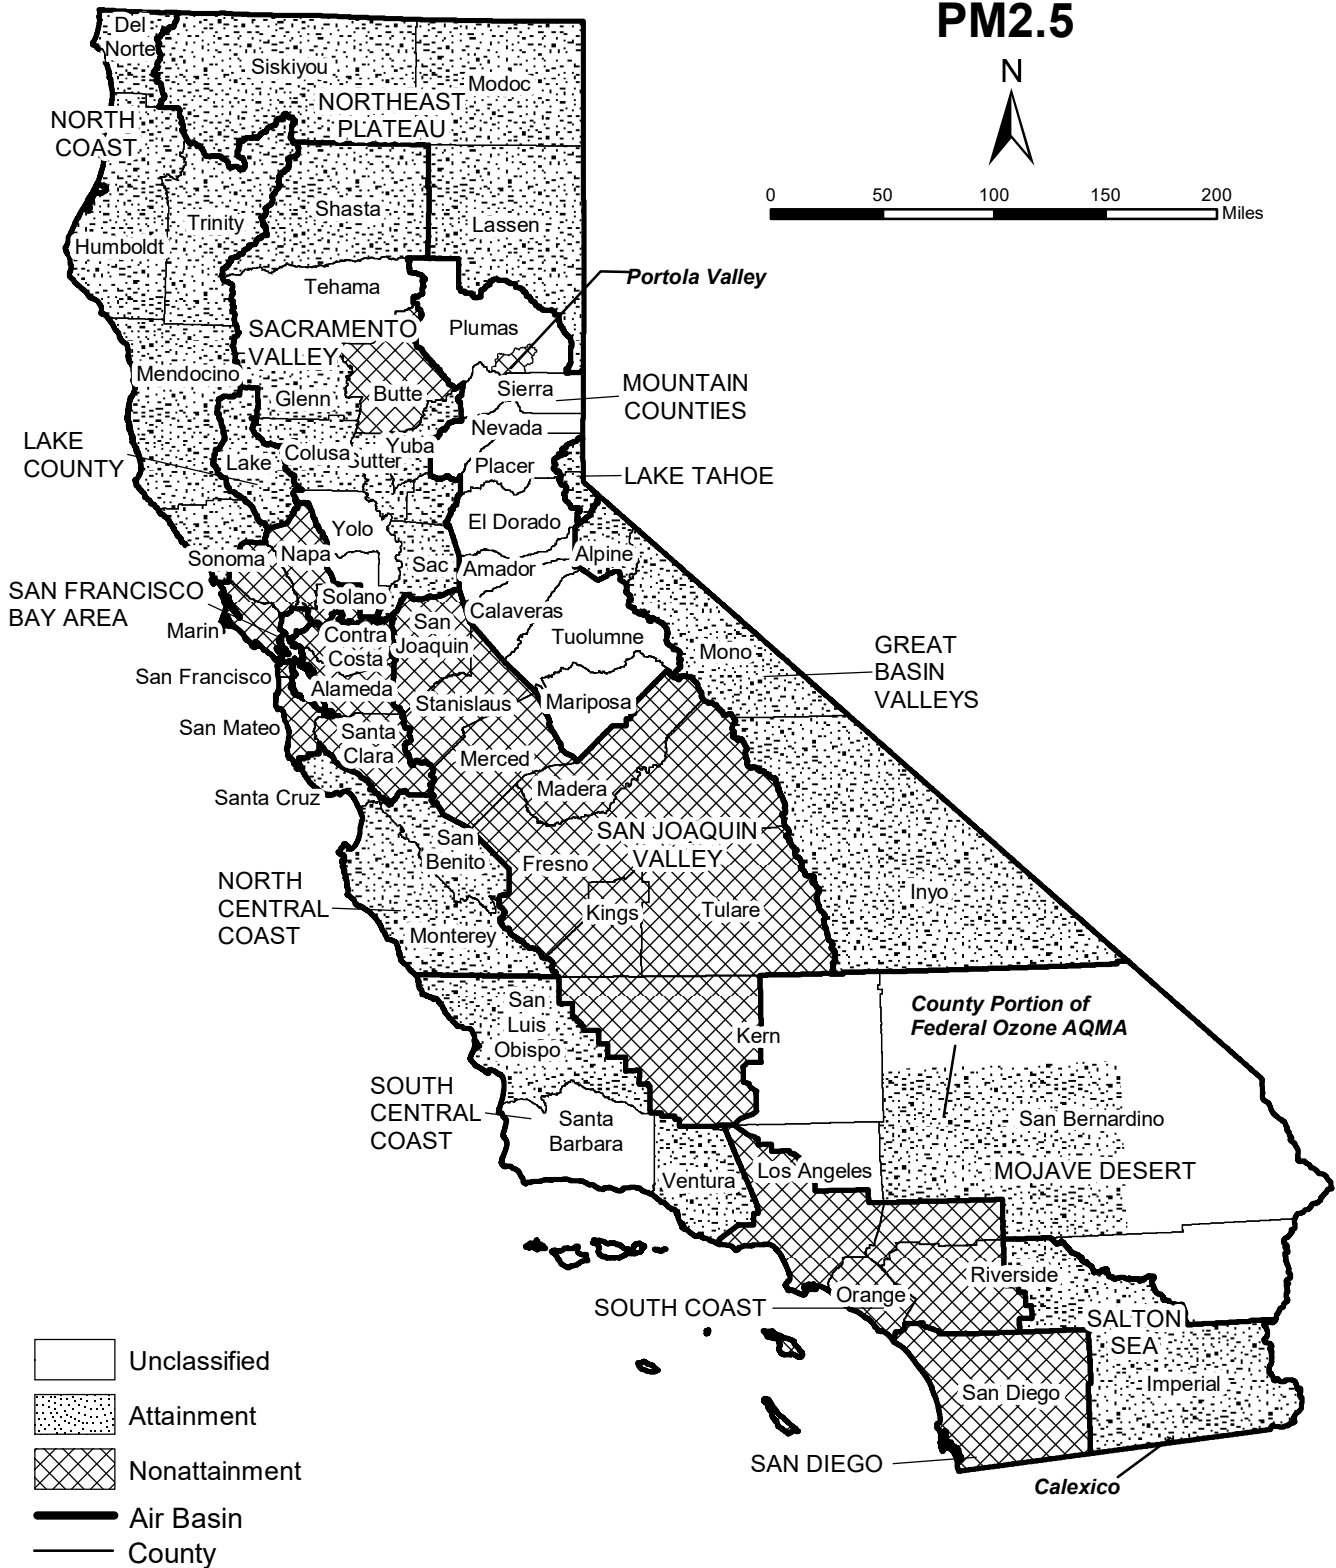 PM2.5
N
0 50 100 150 200
Miles
Del
Norte
Siskiyou
Modoc
NORTHEAST
PLATEAU
NORTH
COAST
Shasta
Trinity
Lassen
Humboldt
Tehama
Portola Valley
Plumas
SACRAMENTO
VALLEY
Mendocino
Butte
Sierra
MOUNTAIN
COUNTIES
Glenn
Nevada
LAKE
COUNTY
Lake
Colusa
Sutter
Yuba
Placer
LAKE TAHOE
Yolo
El Dorado
Sonoma
Napa
Sac
Amador
Alpine
SAN FRANCISCO
BAY AREA
Solano
Calaveras
Marin
Contra
Costa
San
Joaquin
Tuolumne
Mono
GREAT
BASIN
VALLEYS
San Francisco
Alameda
Stanislaus
Mariposa
San Mateo
Santa
Clara
Merced
Santa Cruz
Madera
San
Benito
Fresno
SAN JOAQUIN
VALLEY
NORTH
CENTRAL
COAST
Monterey
Kings
Tulare
Inyo
San
Luis
Obispo
Kern
County Portion of
Federal Ozone AQMA
SOUTH
CENTRAL
COAST
Santa
Barbara
San Bernardino
Ventura
Los Angeles
MOJAVE DESERT
Riverside
Orange
SOUTH COAST
SALTON
SEA
San Diego
Imperial
SAN DIEGO
Calexico
Unclassified
Attainment
Nonattainment
Air Basin
County